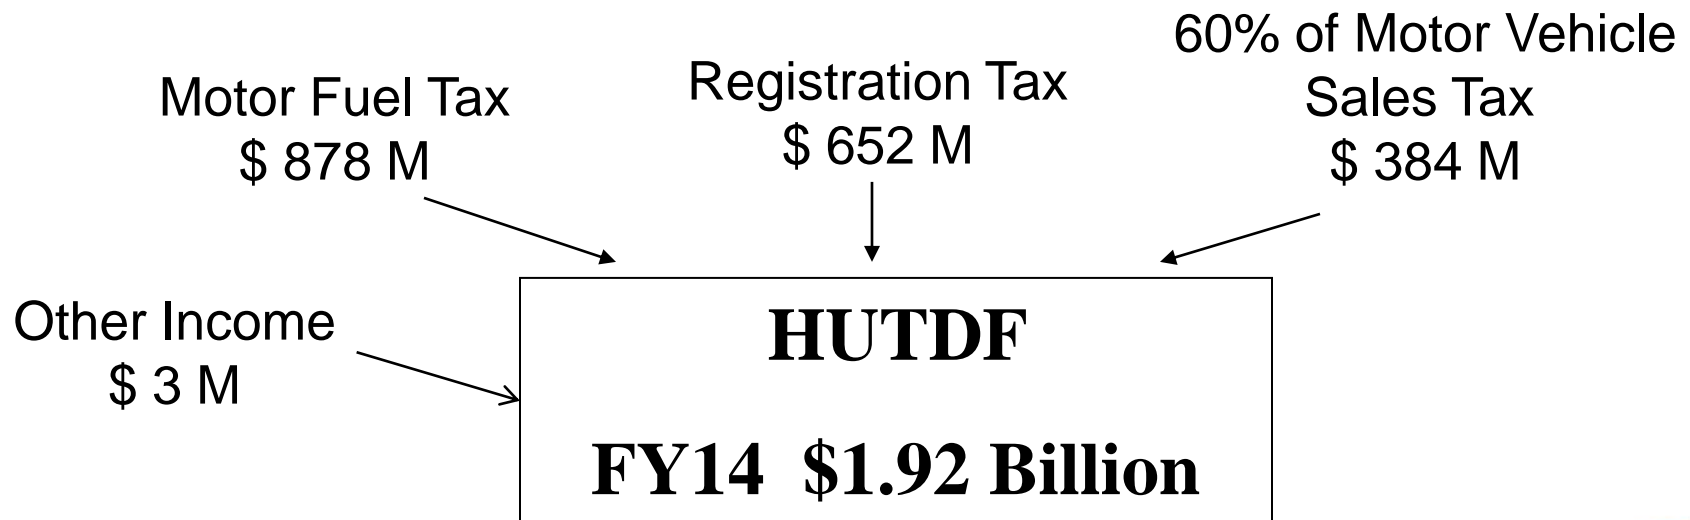 Motor Fuel Tax
$ 878 M
Registration Tax
$ 652 M
60% of Motor Vehicle
Sales Tax
$ 384 M
Other Income
$ 3 M
HUTDF
FY14 $1.92 Billion